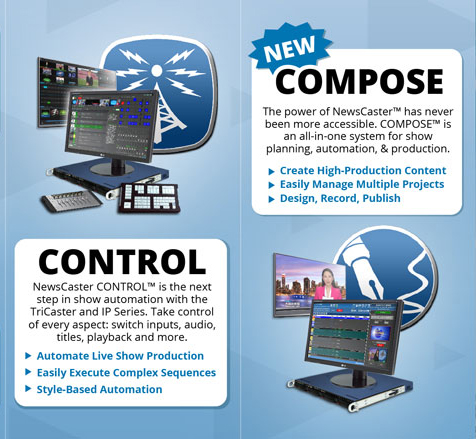 NEW
COMPOSE
The power of NewsCaster™ has never
been more accessible. COMPOSE™ is
an all-in-one system for show
planning, automation, & production.
Create High-Production Content
Easily Manage Multiple Projects
Design, Record, Publish
CONTROL
NewsCaster CONTROL™ is the next
step in show automation with the
TriCaster and IP Series. Take control
of every aspect: switch inputs, audio,
titles, playback and more.
Automate Live Show Production
Easily Execute Complex Sequences
Style-Based Automation